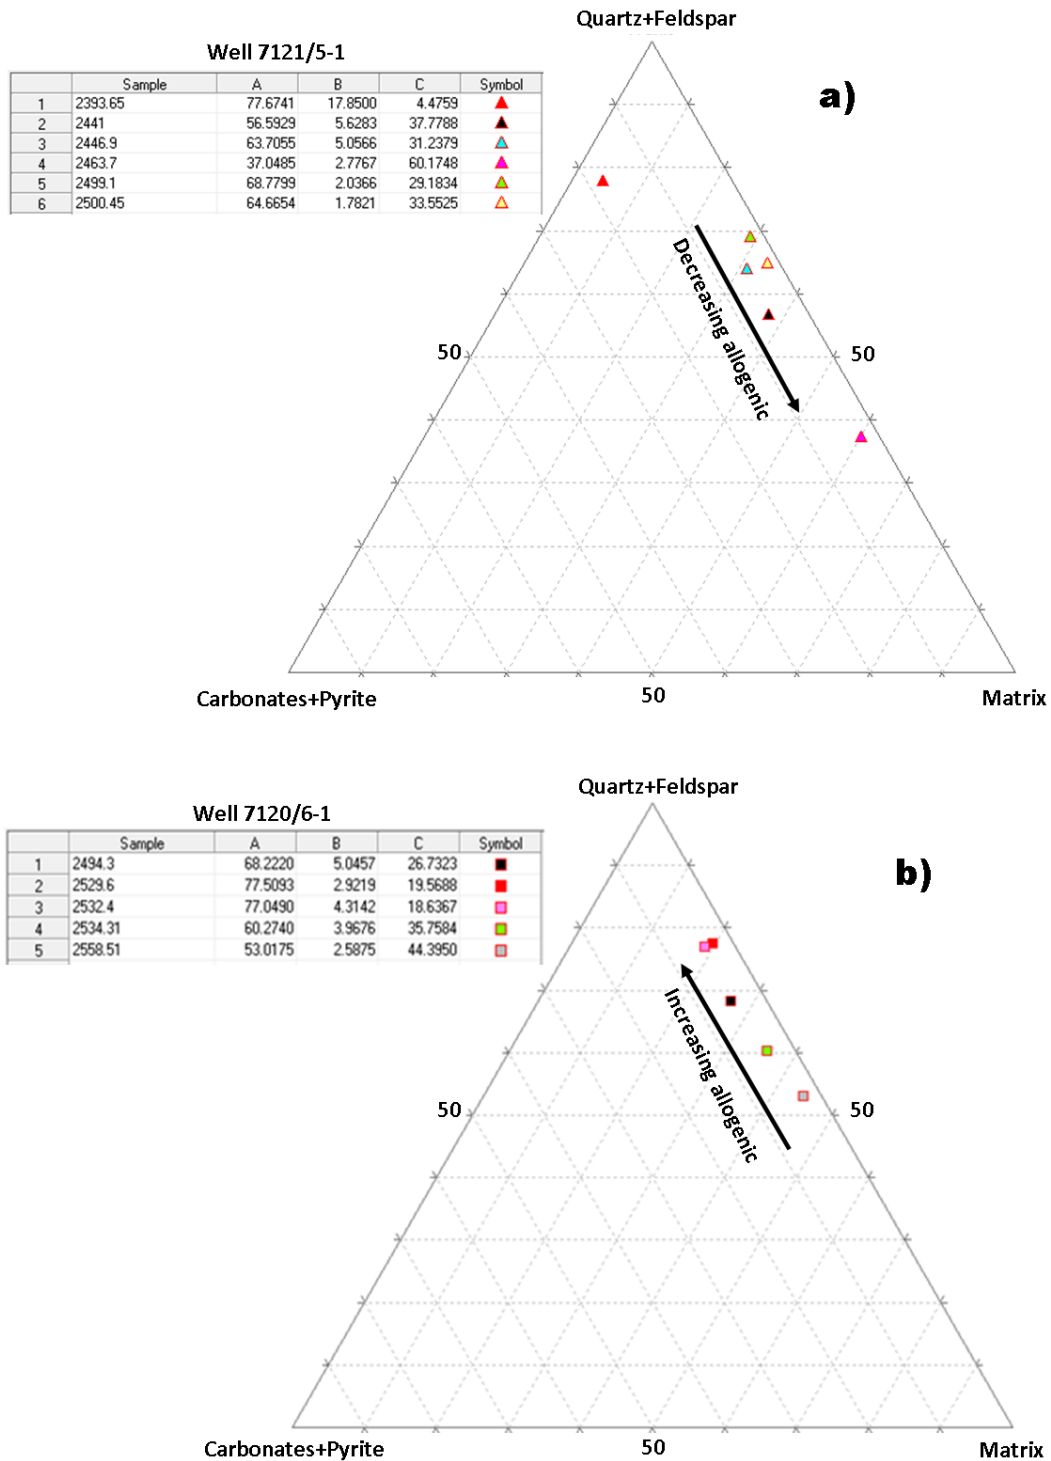 Quartz+Feldspar
Well 7121/5-1
a)
Sample A B C Symbol
1 2393.65 77.6741 17.8500 4.4759
2 2441 56.5929 5.6283 37.7788
3 2446.9 63.7055 5.0566 31.2379
4 2463.7 37.0485 2.7767 60.1748
5 2499.1 68.7799 2.0366 29.1834
6 2500.45 64.6654 1.7821 33.5525
Decreasing allogenic
50 50
Carbonates+Pyrite 50 Matrix
Quartz+Feldspar
Well 7120/6-1
b)
Sample A B C Symbol
1 2494.3 68.2220 5.0457 26.7323
2 2529.6 77.5093 2.9219 19.5688
3 2532.4 77.0490 4.3142 18.6367
4 2534.31 60.2740 3.9676 35.7584
5 2558.51 53.0175 2.5875 44.3950
Increasing allogenic
50 50
Carbonates+Pyrite 50 Matrix